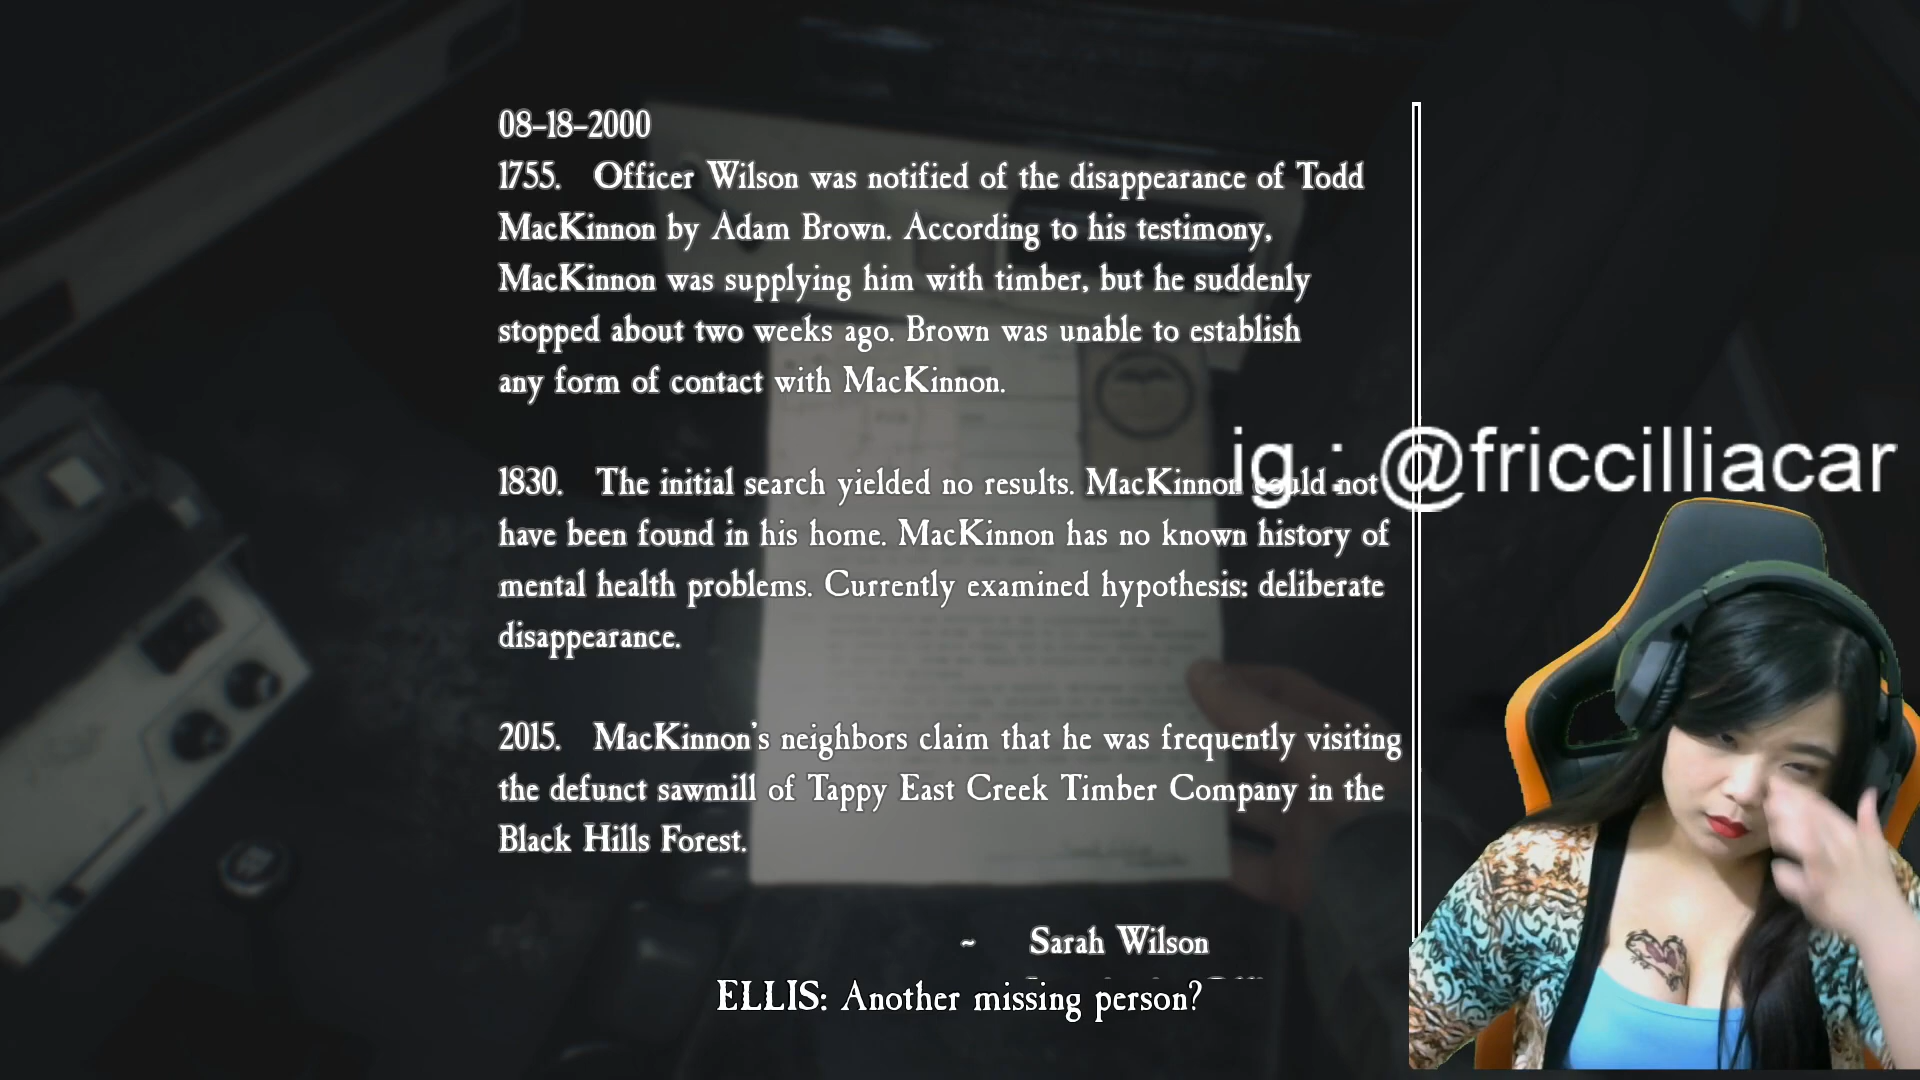 08-18-2000
1755. Officer Wilson was notified of the disappearance of Todd
MacKinnon by Adam Brown. According to his testimony,
MacKinnon was supplying him with timber, but he suddenly
stopped about two weeks ago. Brown was unable to establish
any form of contact with MacKinnon.
ig : @friccilliacar
1830. The initial search yielded no results. MacKinnon could not
have been found in his home. MacKinnon has no known history of
mental health problems. Currently examined hypothesis: deliberate
disappearance.
2015. MacKinnon's neighbors claim that he was frequently visiting
the defunct sawmill of Tappy East Creek Timber Company in the
Black Hills Forest.
~ Sarah Wilson
ELLIS: Another missing person?